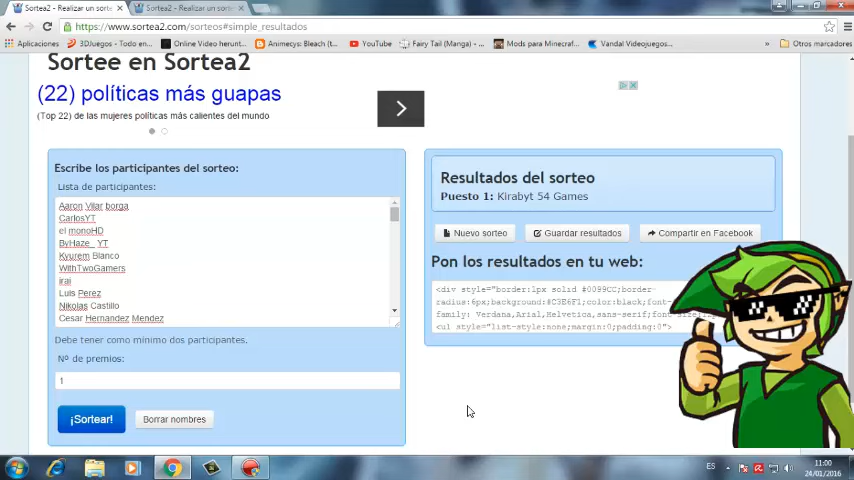 Sortea2 - Realizar un sorte
Sortea2 - Realizar un sorte
https://www.sortea2.com/sorteos#simple_resultados
Aplicaciones
3DJuegos - Todo en...
Online Video herunt...
Animecys: Bleach (t...
YouTube
Fairy Tail (Manga) - ...
Mods para Minecraf...
Vandal Videojuegos...
»
Otros marcadores
Sortee en Sortea2
(22) políticas más guapas
(Top 22) de las mujeres políticas más calientes del mundo
Escribe los participantes del sorteo:
Lista de participantes:
Aaron Vilar borga
CarlosYT
el monoHD
ByHaze_ YT
Kyurem Blanco
WithTwoGamers
irai
Luis Perez
Nikolas Castillo
Cesar Hernandez Mendez
Debe tener como mínimo dos participantes.
Nº de premios:
1
¡Sortear!
Borrar nombres
Resultados del sorteo
Puesto 1: Kirabyt 54 Games
Nuevo sorteo
Guardar resultados
Compartir en Facebook
Pon los resultados en tu web:
<div style="border:1px solid #0099CC;border-
radius:6px;background:#C3E6F1;color:black;font-
family: Verdana,Arial,Helvetica,sans-serif;font-
<ul style="list-style:none;margin:0;padding:0">
ES
11:00
24/01/2016